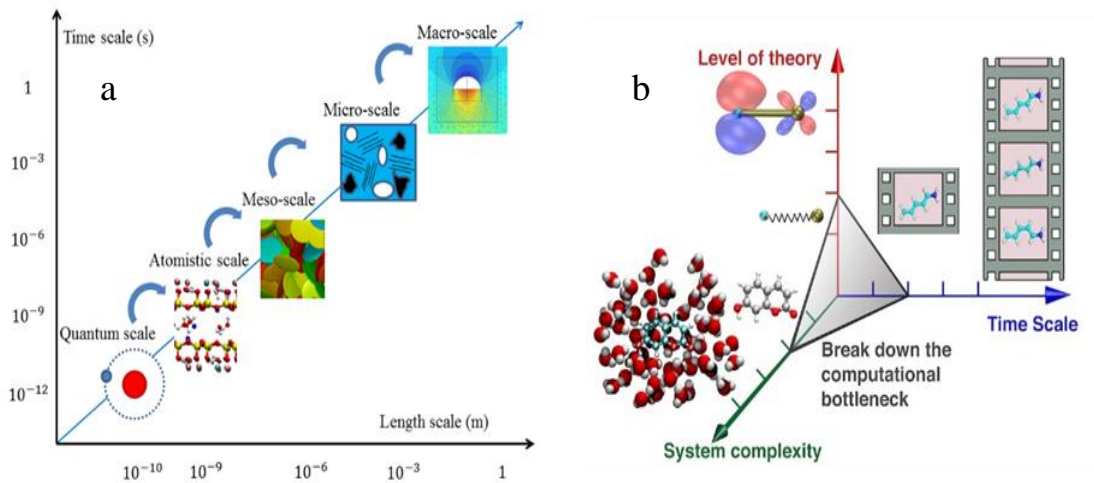 a
Time scale (s)
Macro-scale
1
Micro-scale
10⁻³
Meso-scale
10⁻⁶
Atomistic scale
10⁻⁹
Quantum scale
10⁻¹²
Length scale (m)
10⁻¹⁰ 10⁻⁹ 10⁻⁶ 10⁻³ 1
b
Level of theory
Time Scale
Break down the
computational
bottleneck
System complexity